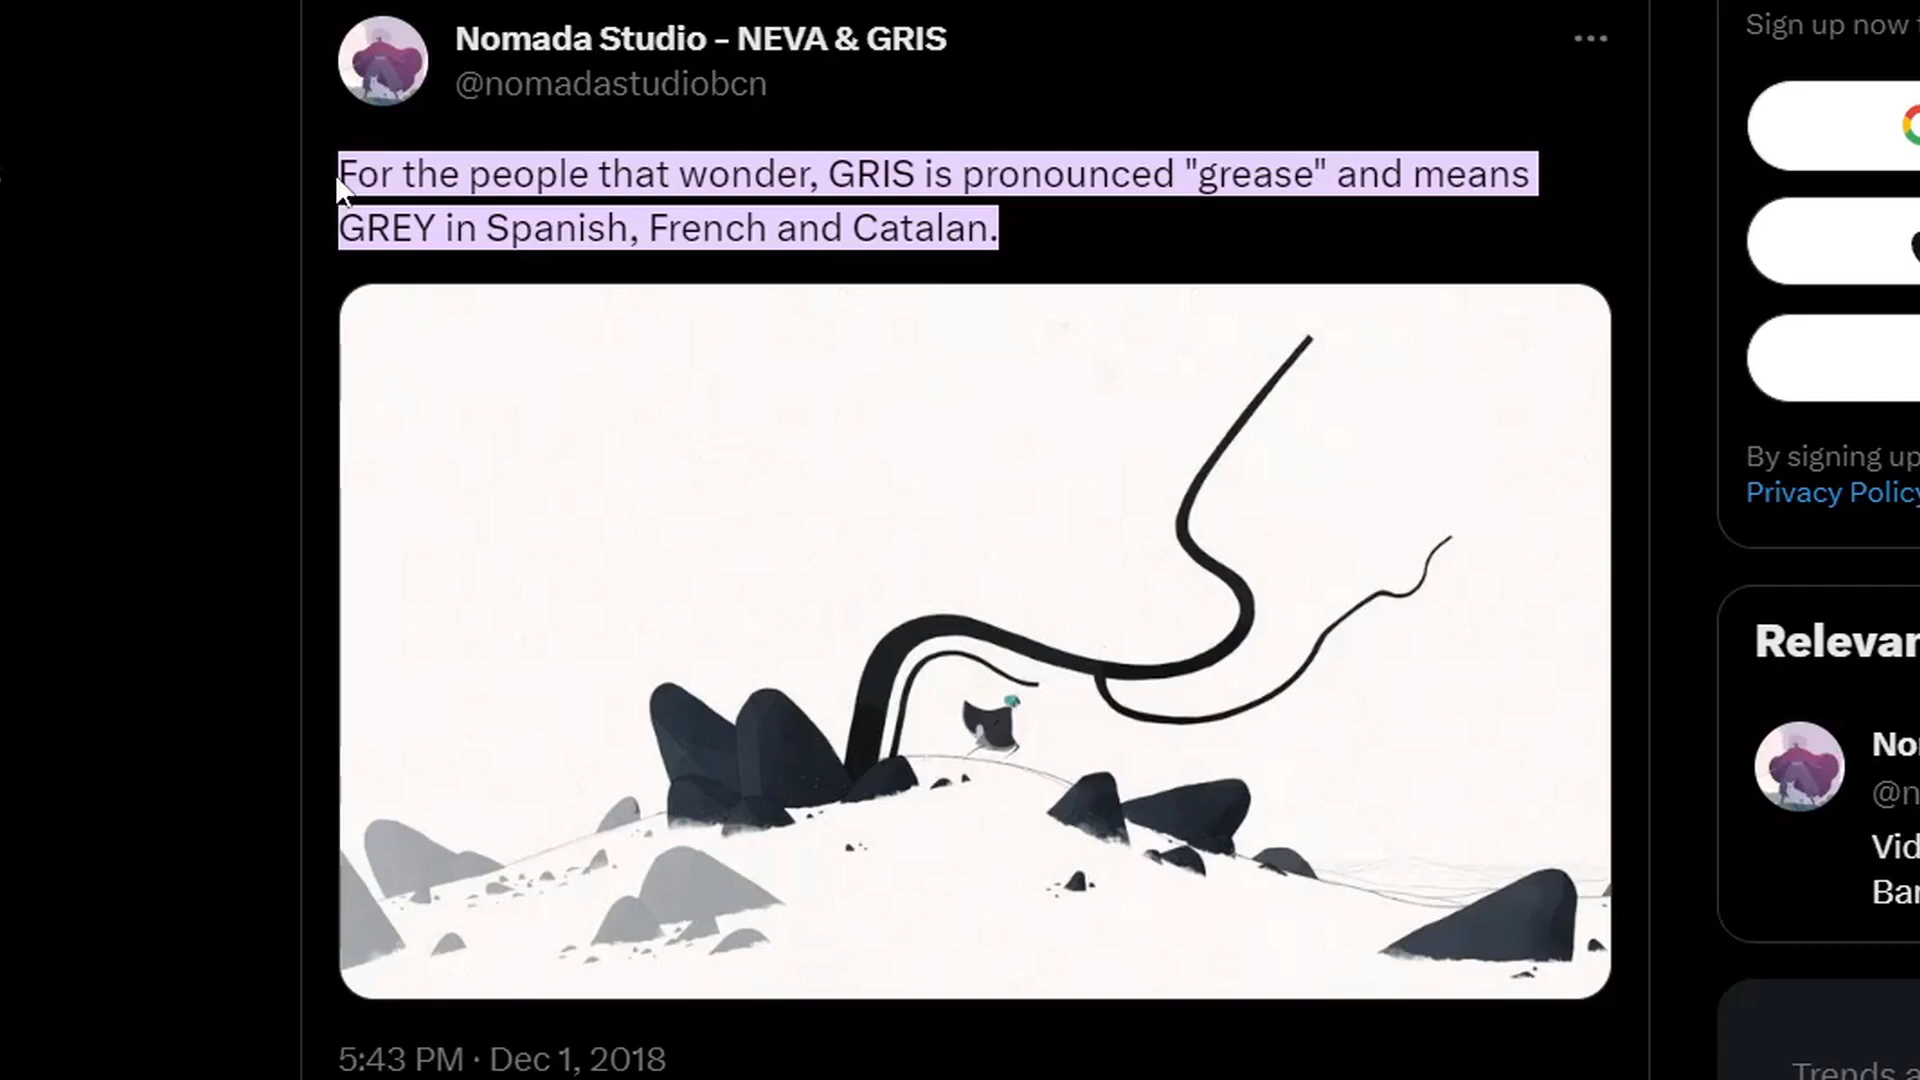 Nomada Studio – NEVA & GRIS
@nomadastudiobcn
For the people that wonder, GRIS is pronounced "grease" and means
GREY in Spanish, French and Catalan.
5:43 PM · Dec 1, 2018
Sign up now
By signing up
Privacy Policy
Relevan
Nor
@n
Vid
Bar
Trends a